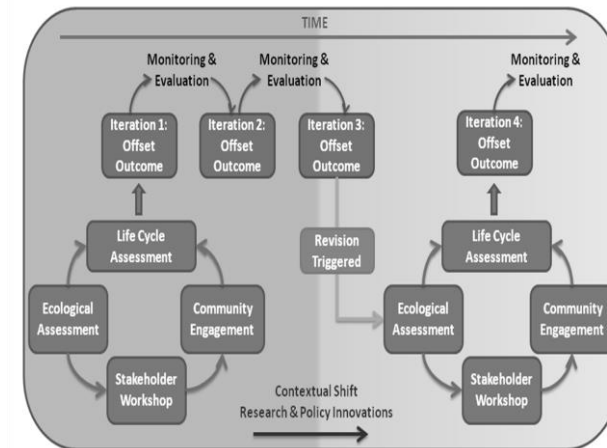 TIME
Monitoring &
Evaluation
Monitoring &
Evaluation
Monitoring &
Evaluation
Iteration 1:
Offset
Outcome
Iteration 2:
Offset
Outcome
Iteration 3:
Offset
Outcome
Iteration 4:
Offset
Outcome
Life Cycle
Assessment
Ecological
Assessment
Community
Engagement
Stakeholder
Workshop
Revision
Triggered
Life Cycle
Assessment
Ecological
Assessment
Community
Engagement
Stakeholder
Workshop
Contextual Shift
Research & Policy Innovations